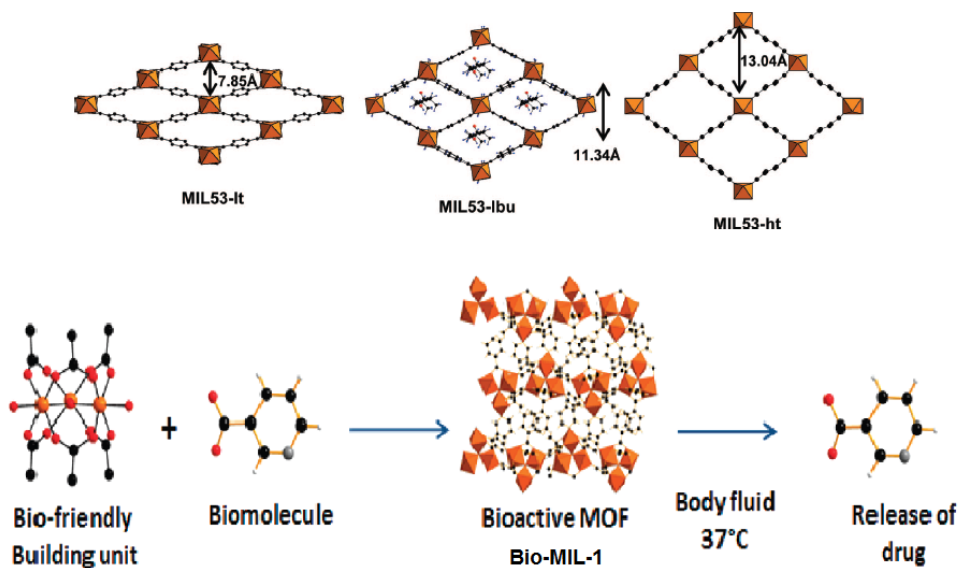 7.85Å
11.34Å
13.04Å
MIL53-lt
MIL53-Ibu
MIL53-ht
+
Bio-friendly
Building unit
Biomolecule
Bioactive MOF
Bio-MIL-1
Body fluid
37°C
Release of
drug